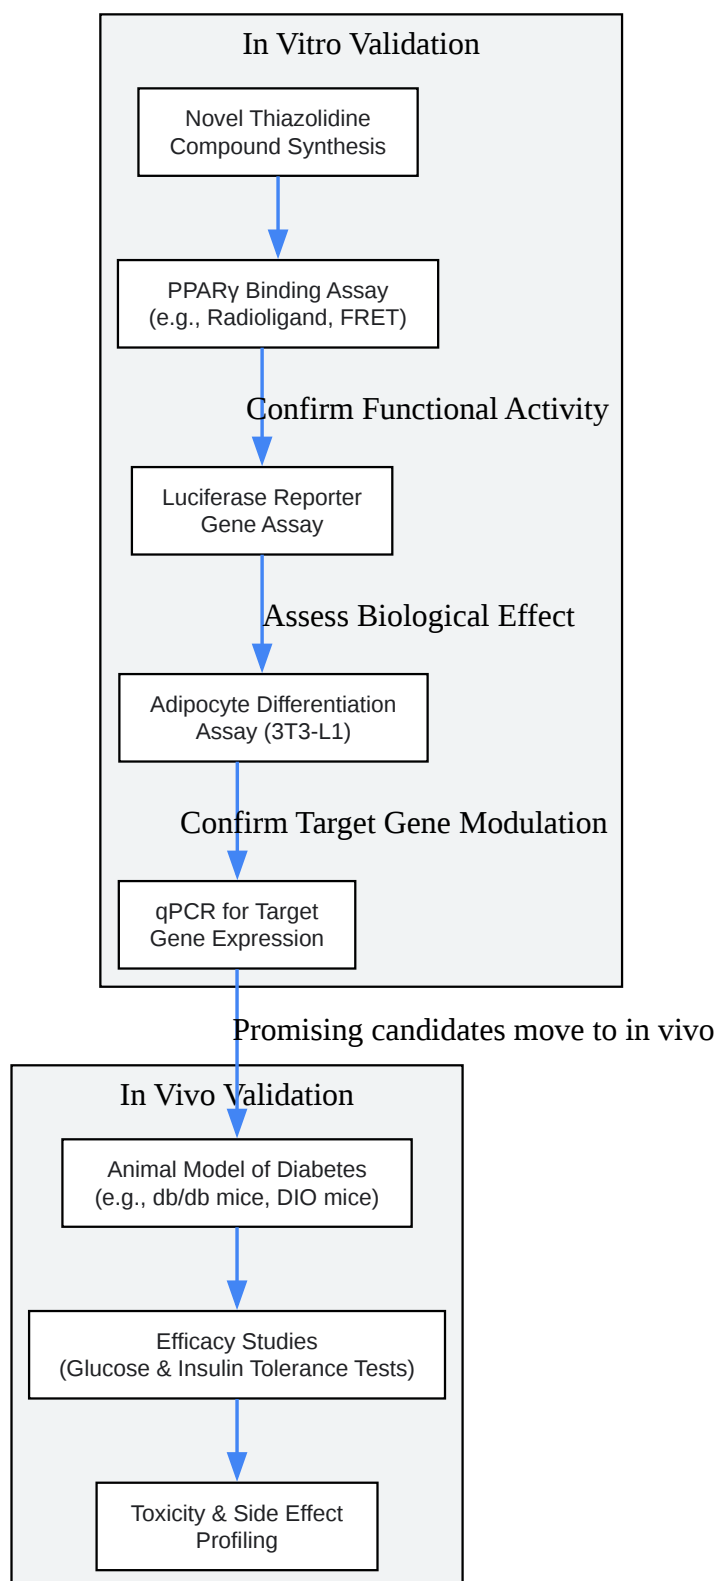 In Vitro Validation
Novel Thiazolidine
Compound Synthesis
PPARγ Binding Assay
(e.g., Radioligand, FRET)
Confirm Functional Activity
Luciferase Reporter
Gene Assay
Assess Biological Effect
Adipocyte Differentiation
Assay (3T3-L1)
Confirm Target Gene Modulation
qPCR for Target
Gene Expression
Promising candidates move to in vivo
In Vivo Validation
Animal Model of Diabetes
(e.g., db/db mice, DIO mice)
Efficacy Studies
(Glucose & Insulin Tolerance Tests)
Toxicity & Side Effect
Profiling